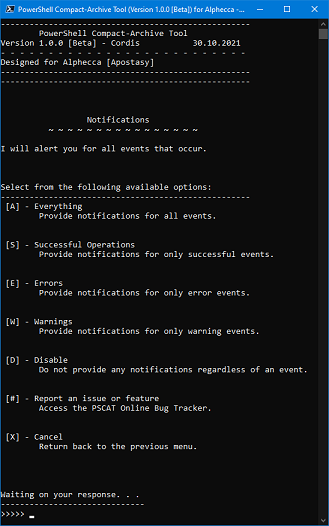 PowerShell Compact-Archive Tool (Version 1.0.0 [Beta]) for Alphecca -...
--------------------------------------------------
PowerShell Compact-Archive Tool
Version 1.0.0 [Beta] - Cordis 30.10.2021
- - - - - - - - - - - - - - - - - - - - - - - - - -
Designed for Alphecca [Apostasy]
--------------------------------------------------
--------------------------------------------------
Notifications
~ ~ ~ ~ ~ ~ ~ ~ ~ ~ ~ ~ ~ ~ ~ ~
I will alert you for all events that occur.
Select from the following available options:
--------------------------------------------------
[A] - Everything
Provide notifications for all events.
[S] - Successful Operations
Provide notifications for only successful events.
[E] - Errors
Provide notifications for only error events.
[W] - Warnings
Provide notifications for only warning events.
[D] - Disable
Do not provide any notifications regardless of an event.
[#] - Report an issue or feature
Access the PSCAT Online Bug Tracker.
[X] - Cancel
Return back to the previous menu.
Waiting on your response. . .
-----------------------------
>>>>> _